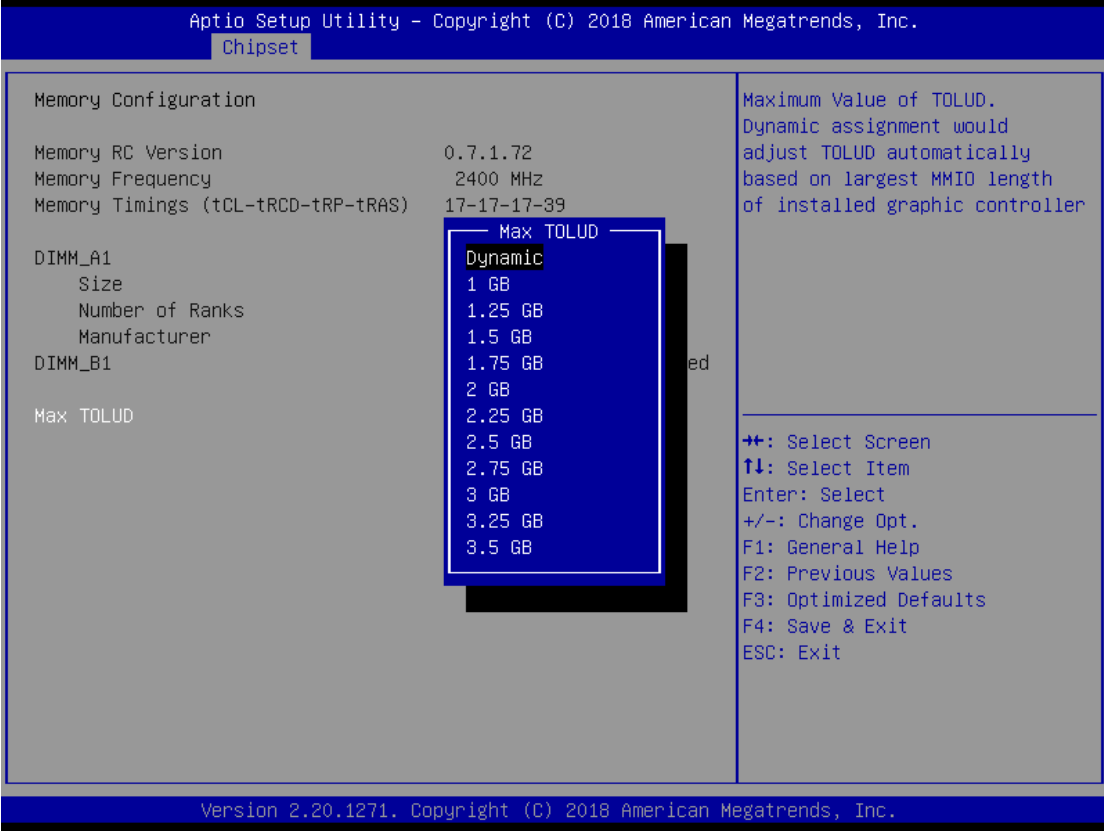 Aptio Setup Utility – Copyright (C) 2018 American Megatrends, Inc.
Chipset
Memory Configuration
Memory RC Version 0.7.1.72
Memory Frequency 2400 MHz
Memory Timings (tCL-tRCD-tRP-tRAS) 17-17-17-39
DIMM_A1
Size
Number of Ranks
Manufacturer
DIMM_B1 ed
Max TOLUD
Max TOLUD
Dynamic
1 GB
1.25 GB
1.5 GB
1.75 GB
2 GB
2.25 GB
2.5 GB
2.75 GB
3 GB
3.25 GB
3.5 GB
Maximum Value of TOLUD.
Dynamic assignment would
adjust TOLUD automatically
based on largest MMIO length
of installed graphic controller
→←: Select Screen
↑↓: Select Item
Enter: Select
+/-: Change Opt.
F1: General Help
F2: Previous Values
F3: Optimized Defaults
F4: Save & Exit
ESC: Exit
Version 2.20.1271. Copyright (C) 2018 American Megatrends, Inc.